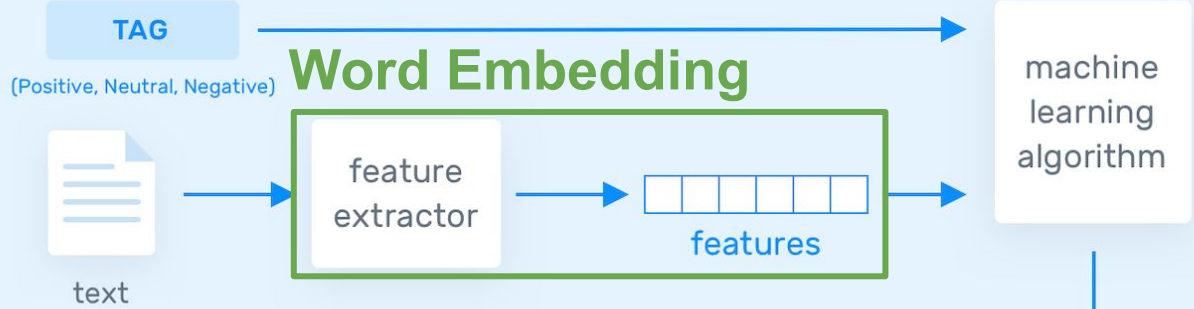 TAG
(Positive, Neutral, Negative)
Word Embedding
machine
learning
algorithm
feature
extractor
features
text